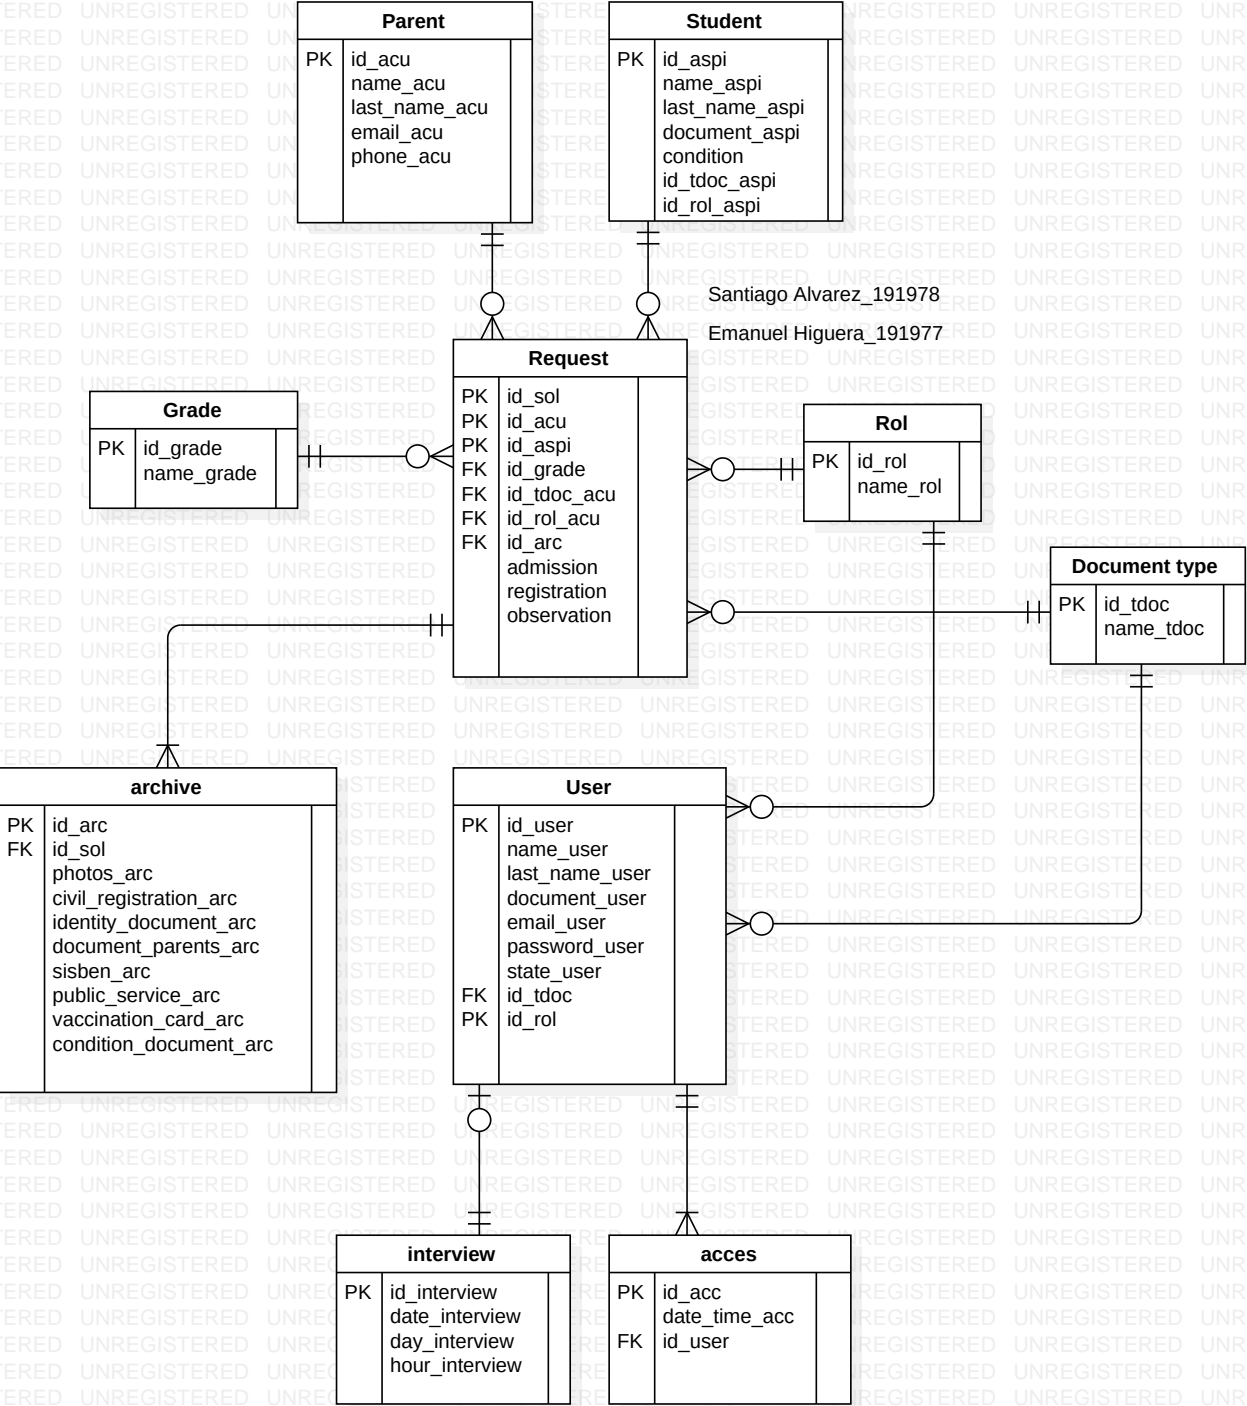 Parent
PK id_acu
name_acu
last_name_acu
email_acu
phone_acu
Student
PK id_aspi
name_aspi
last_name_aspi
document_aspi
condition
id_tdoc_aspi
id_rol_aspi
Santiago Alvarez_191978
Emanuel Higuera_191977
Request
PK id_sol
PK id_acu
PK id_aspi
FK id_grade
FK id_tdoc_acu
FK id_rol_acu
FK id_arc
admission
registration
observation
Grade
PK id_grade
name_grade
Rol
PK id_rol
name_rol
Document type
PK id_tdoc
name_tdoc
archive
PK id_arc
FK id_sol
photos_arc
civil_registration_arc
identity_document_arc
document_parents_arc
sisben_arc
public_service_arc
vaccination_card_arc
condition_document_arc
User
PK id_user
name_user
last_name_user
document_user
email_user
password_user
state_user
FK id_tdoc
PK id_rol
interview
PK id_interview
date_interview
day_interview
hour_interview
acces
PK id_acc
date_time_acc
FK id_user
UNREGISTERED